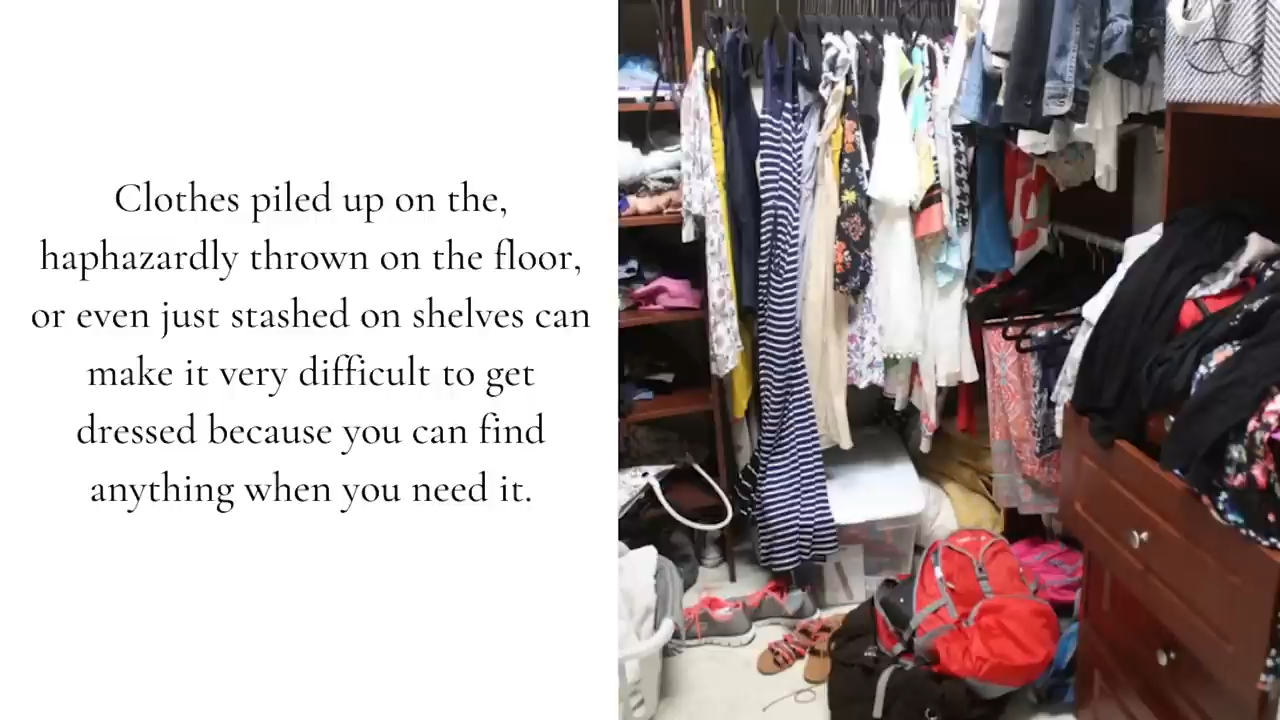 Clothes piled up on the,
haphazardly thrown on the floor,
or even just stashed on shelves can
make it very difficult to get
dressed because you can find
anything when you need it.